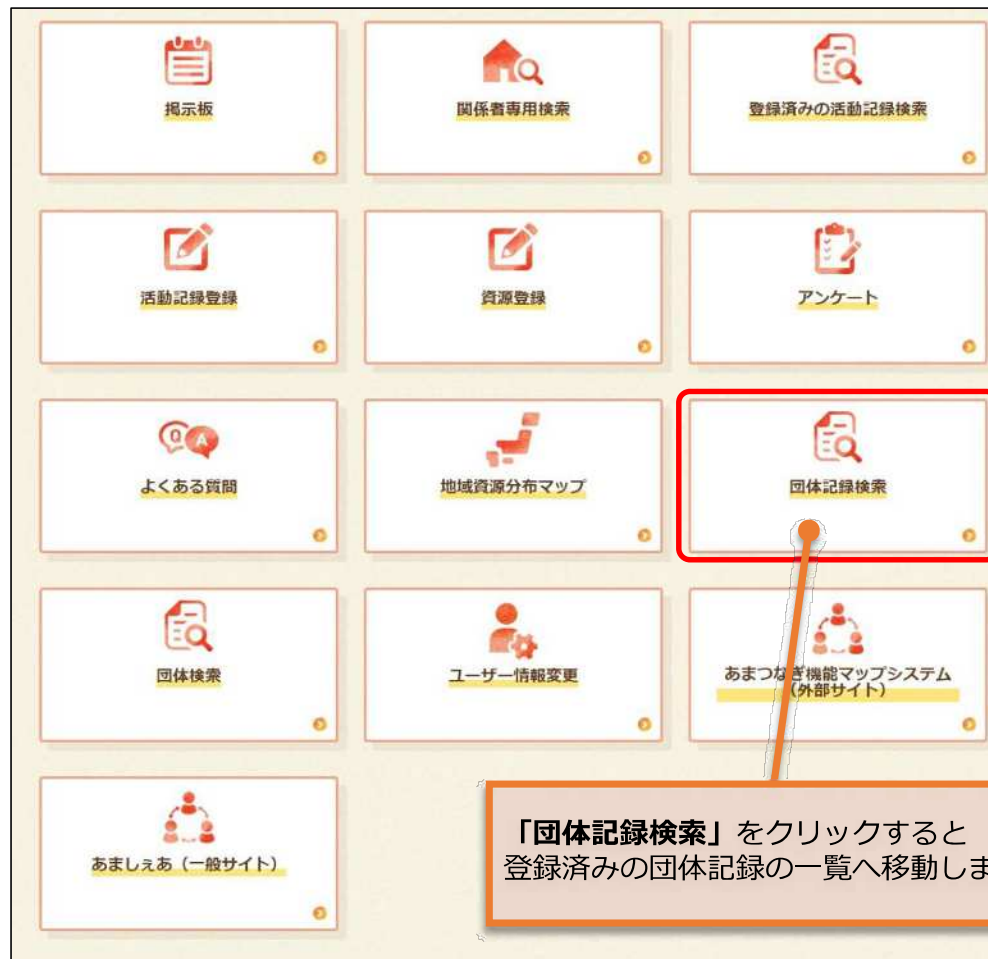 掲示板
関係者専用検索
登録済みの活動記録検索
活動記録登録
資源登録
アンケート
Q A
よくある質問
地域資源分布マップ
団体記録検索
団体検索
ユーザー情報変更
あまつなぎ機能マップシステム
（外部サイト）
あましぇあ（一般サイト）
「団体記録検索」をクリックすると
登録済みの団体記録の一覧へ移動しま